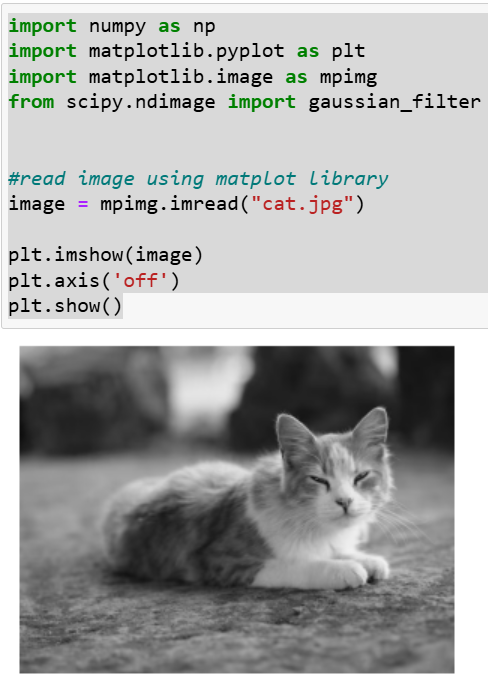 import numpy as np
import matplotlib.pyplot as plt
import matplotlib.image as mpimg
from scipy.ndimage import gaussian_filter
#read image using matplot library
image = mpimg.imread("cat.jpg")
plt.imshow(image)
plt.axis('off')
plt.show()